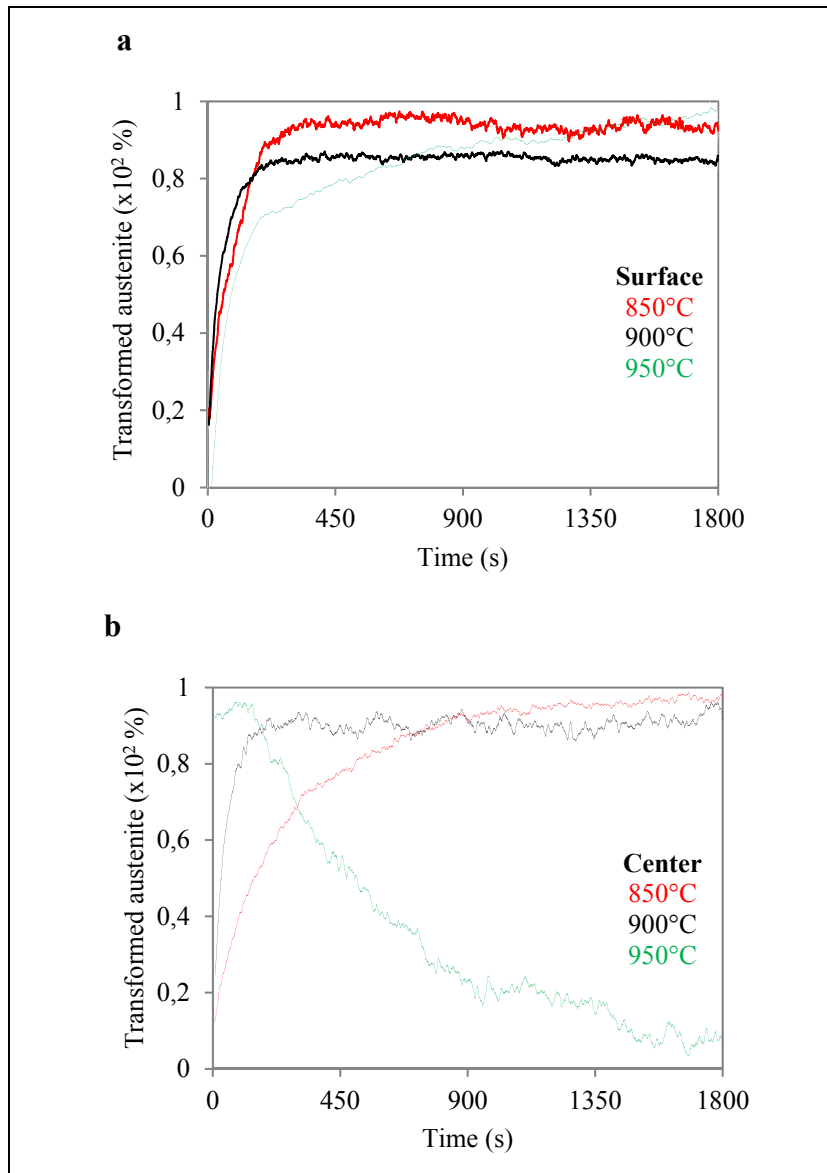 a
1
0,8
0,6
0,4
0,2
0
Transformed austenite (x10² %)
Surface
850°C
900°C
950°C
0 450 900 1350 1800
Time (s)
b
1
0,8
0,6
0,4
0,2
0
Transformed austenite (x10² %)
Center
850°C
900°C
950°C
0 450 900 1350 1800
Time (s)